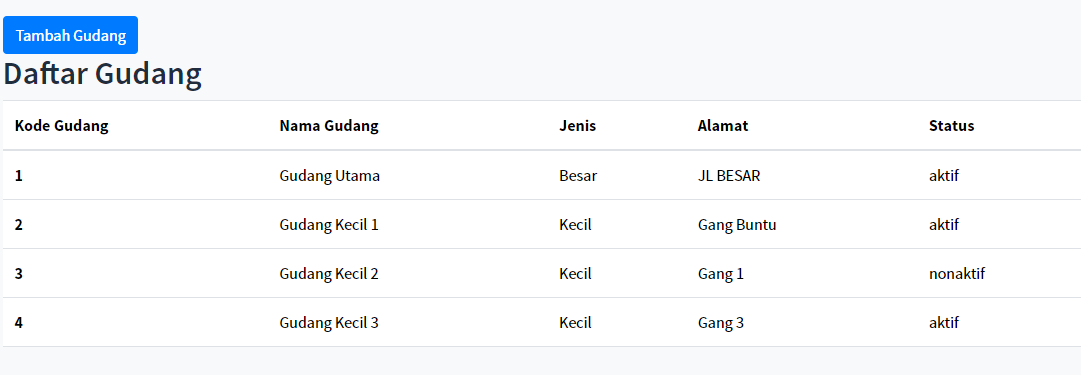 Tambah Gudang
Daftar Gudang
Kode Gudang Nama Gudang Jenis Alamat Status
1 Gudang Utama Besar JL BESAR aktif
2 Gudang Kecil 1 Kecil Gang Buntu aktif
3 Gudang Kecil 2 Kecil Gang 1 nonaktif
4 Gudang Kecil 3 Kecil Gang 3 aktif